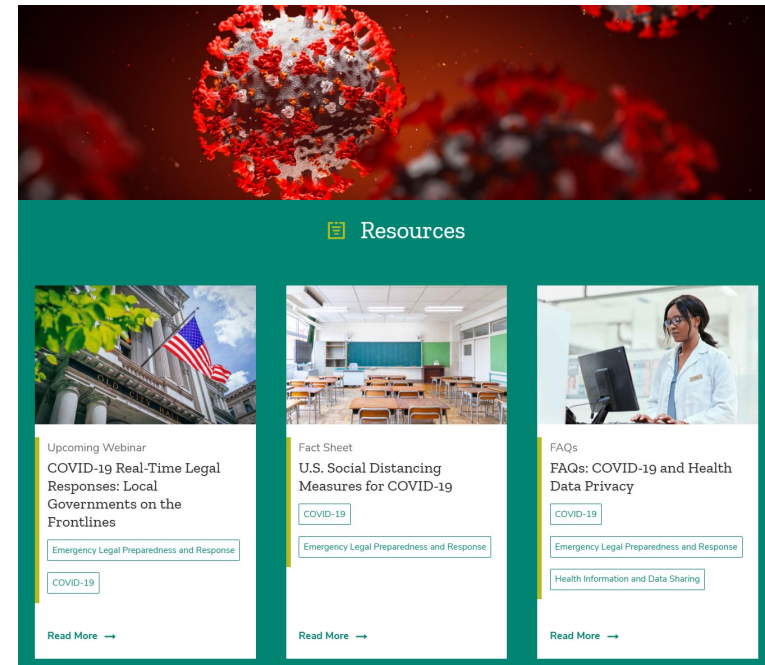 Resources
OLD CITY HALL
Upcoming Webinar
COVID-19 Real-Time Legal
Responses: Local
Governments on the
Frontlines
Emergency Legal Preparedness and Response
COVID-19
Read More →
Fact Sheet
U.S. Social Distancing
Measures for COVID-19
COVID-19
Emergency Legal Preparedness and Response
Read More →
FAQs
FAQs: COVID-19 and Health
Data Privacy
COVID-19
Emergency Legal Preparedness and Response
Health Information and Data Sharing
Read More →